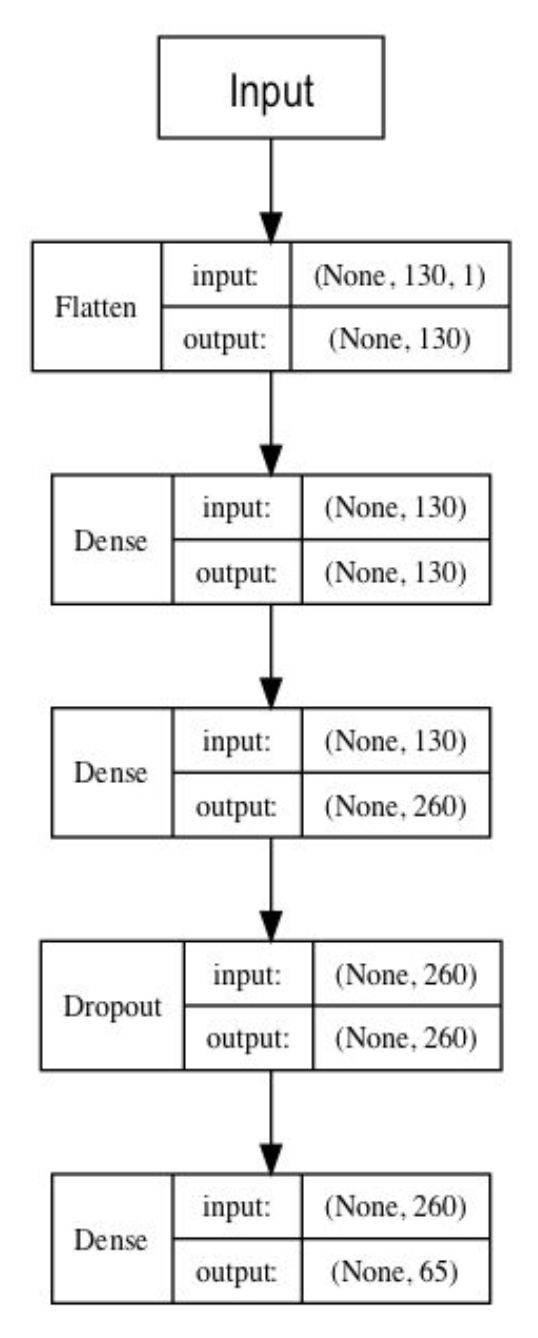 Input
Flatten
input:
(None, 130, 1)
output:
(None, 130)
Dense
input:
(None, 130)
output:
(None, 130)
Dense
input:
(None, 130)
output:
(None, 260)
Dropout
input:
(None, 260)
output:
(None, 260)
Dense
input:
(None, 260)
output:
(None, 65)